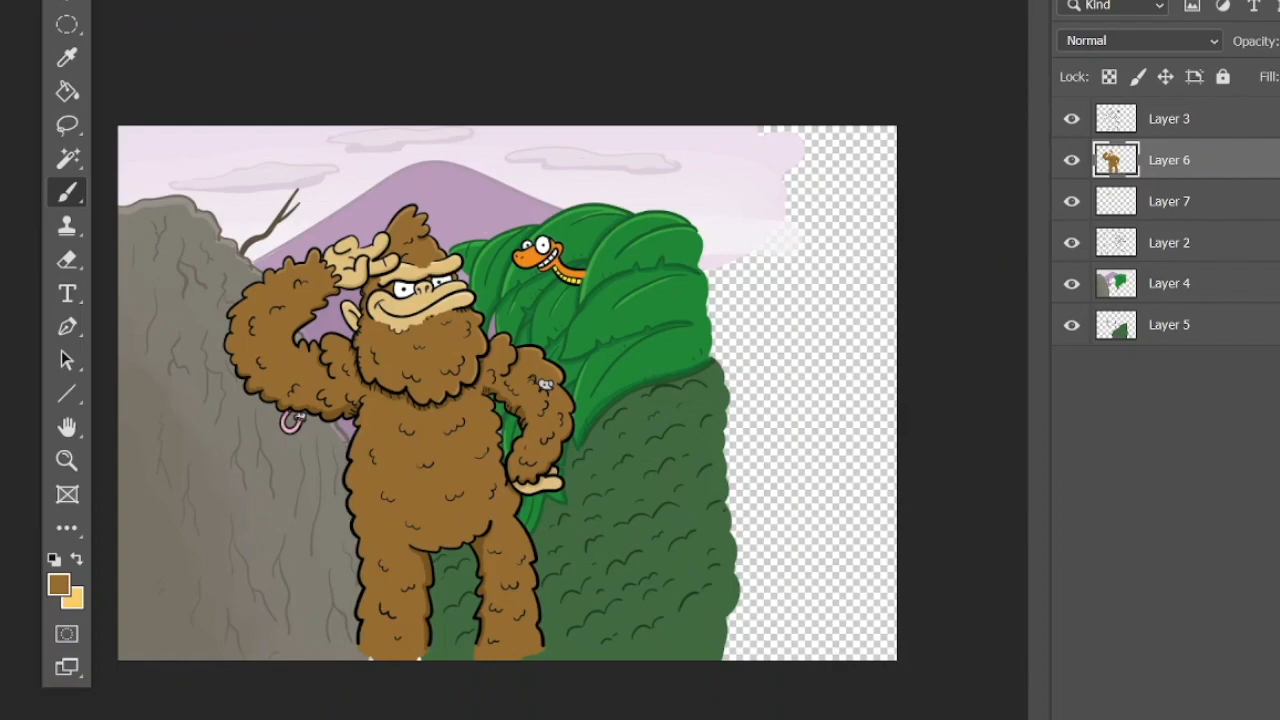 Kind
T
Normal
Opacity:
Lock:
Fill:
Layer 3
Layer 6
Layer 7
Layer 2
Layer 4
Layer 5